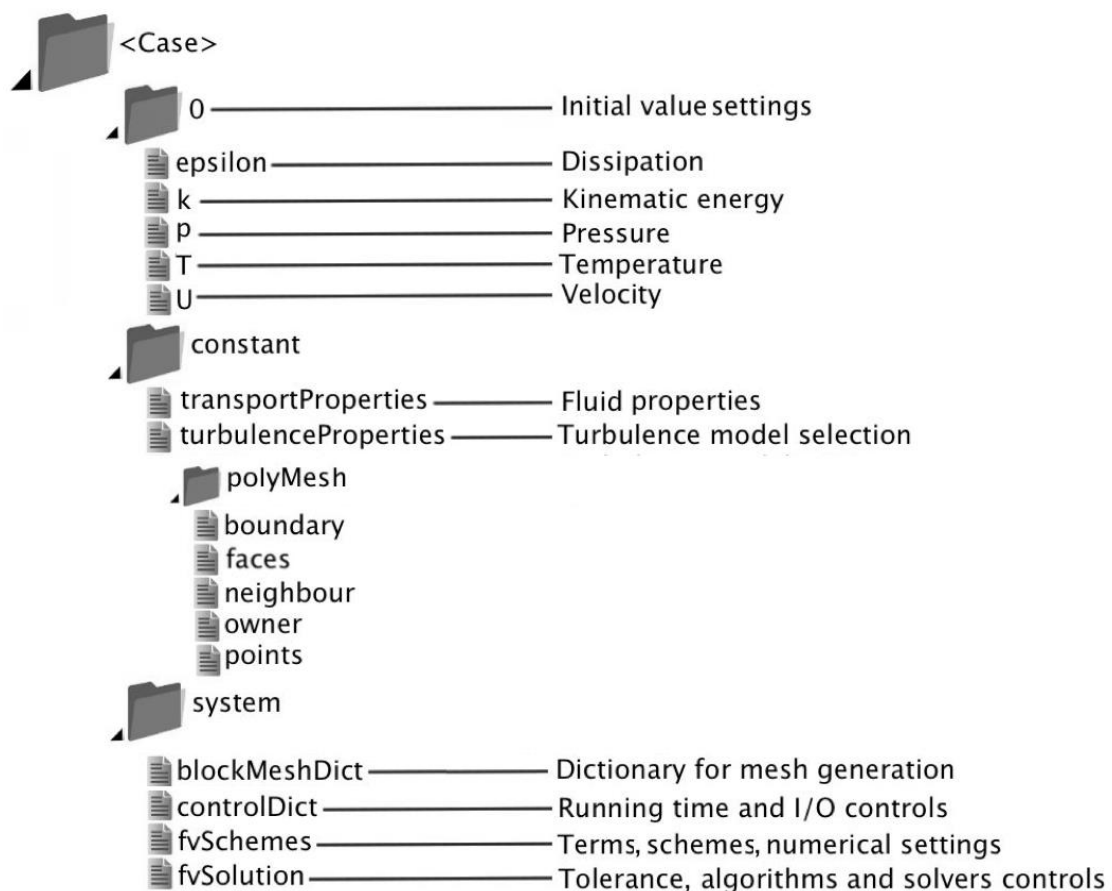 <Case>
0 Initial value settings
epsilon Dissipation
k Kinematic energy
p Pressure
T Temperature
U Velocity
constant
transportProperties Fluid properties
turbulenceProperties Turbulence model selection
polyMesh
boundary
faces
neighbour
owner
points
system
blockMeshDict Dictionary for mesh generation
controlDict Running time and I/O controls
fvSchemes Terms, schemes, numerical settings
fvSolution Tolerance, algorithms and solvers controls